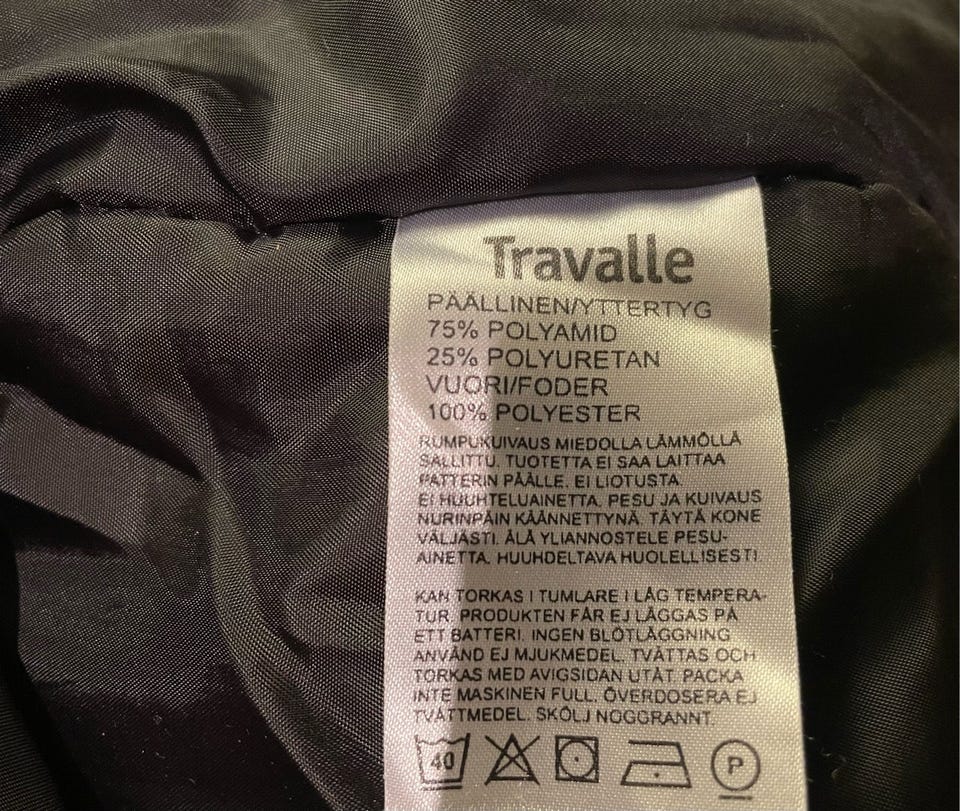 Travalle
PÄÄLLINEN/YTTERTYG
75% POLYAMID
25% POLYURETAN
VUORI/FODER
100% POLYESTER
RUMPUKUIVAUS MIEDOLLA LÄMMÖLLÄ
SALLITTU. TUOTETTA EI SAA LAITTAA
PATTERIN PÄÄLLE. EI LIOTUSTA.
EI HUUHTELUAINETTA. PESU JA KUIVAUS
NURINPÄIN KÄÄNNETTYNÄ. TÄYTÄ KONE
VÄLJÄSTI. ÄLÄ YLIANNOSTELE PESU-
AINETTA. HUUHDELTAVA HUOLELLISESTI
KAN TORKAS I TUMLARE I LÅG TEMPERA-
TUR. PRODUKTEN FÅR EJ LÄGGAS PÅ
ETT BATTERI. INGEN BLÖTLÄGGNING
ANVÄND EJ MJUKMEDEL. TVÄTTAS OCH
TORKAS MED AVIGSIDAN UTÅT. PACKA
INTE MASKINEN FULL. ÖVERDOSERA EJ
TVÄTTMEDEL. SKÖLJ NOGGRANNT.
40 P